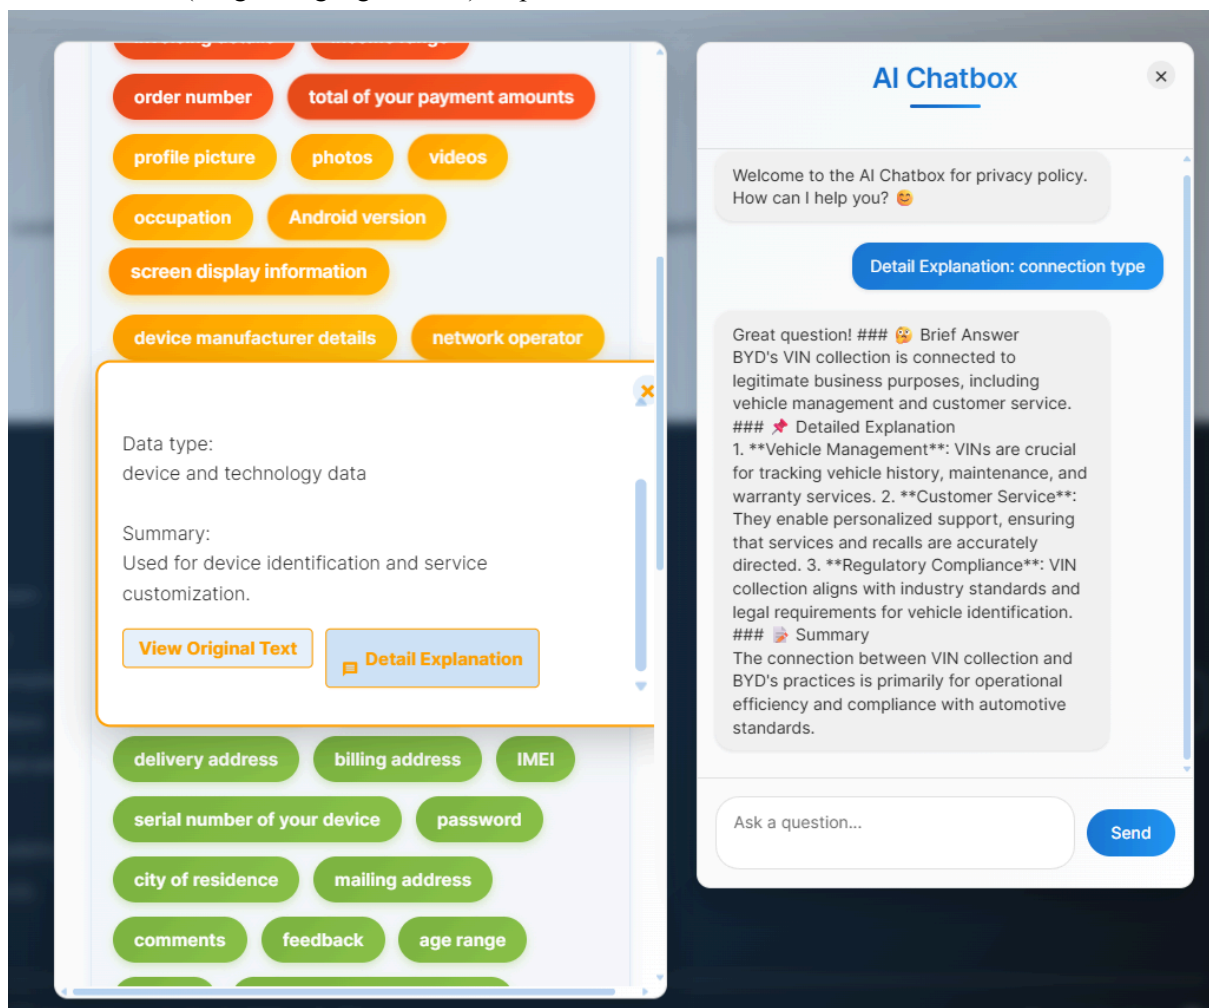 order number total of your payment amounts
profile picture photos videos
occupation Android version
screen display information
device manufacturer details network operator
Data type:
device and technology data
Summary:
Used for device identification and service
customization.
View Original Text Detail Explanation
delivery address billing address IMEI
serial number of your device password
city of residence mailing address
comments feedback age range
AI Chatbox
Welcome to the AI Chatbox for privacy policy.
How can I help you? 😊
Detail Explanation: connection type
Great question! ### 🤔 Brief Answer
BYD's VIN collection is connected to
legitimate business purposes, including
vehicle management and customer service.
### 📌 Detailed Explanation
1. **Vehicle Management**: VINs are crucial
for tracking vehicle history, maintenance, and
warranty services. 2. **Customer Service**:
They enable personalized support, ensuring
that services and recalls are accurately
directed. 3. **Regulatory Compliance**: VIN
collection aligns with industry standards and
legal requirements for vehicle identification.
### 📝 Summary
The connection between VIN collection and
BYD's practices is primarily for operational
efficiency and compliance with automotive
standards.
Ask a question...
Send